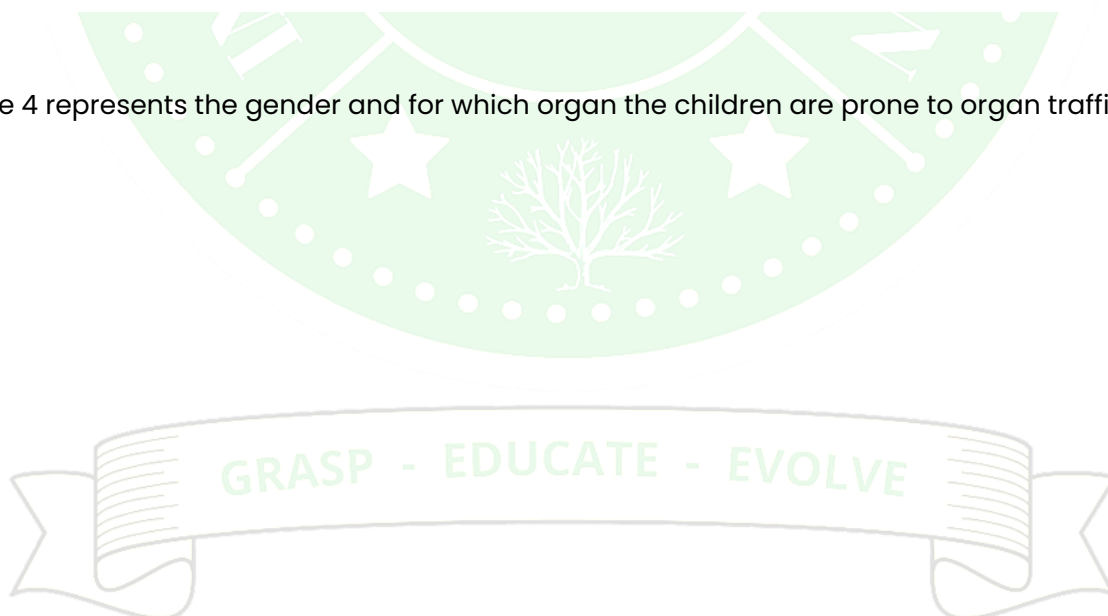 e 4 represents the gender and for which organ the children are prone to organ traffi
GRASP - EDUCATE - EVOLVE